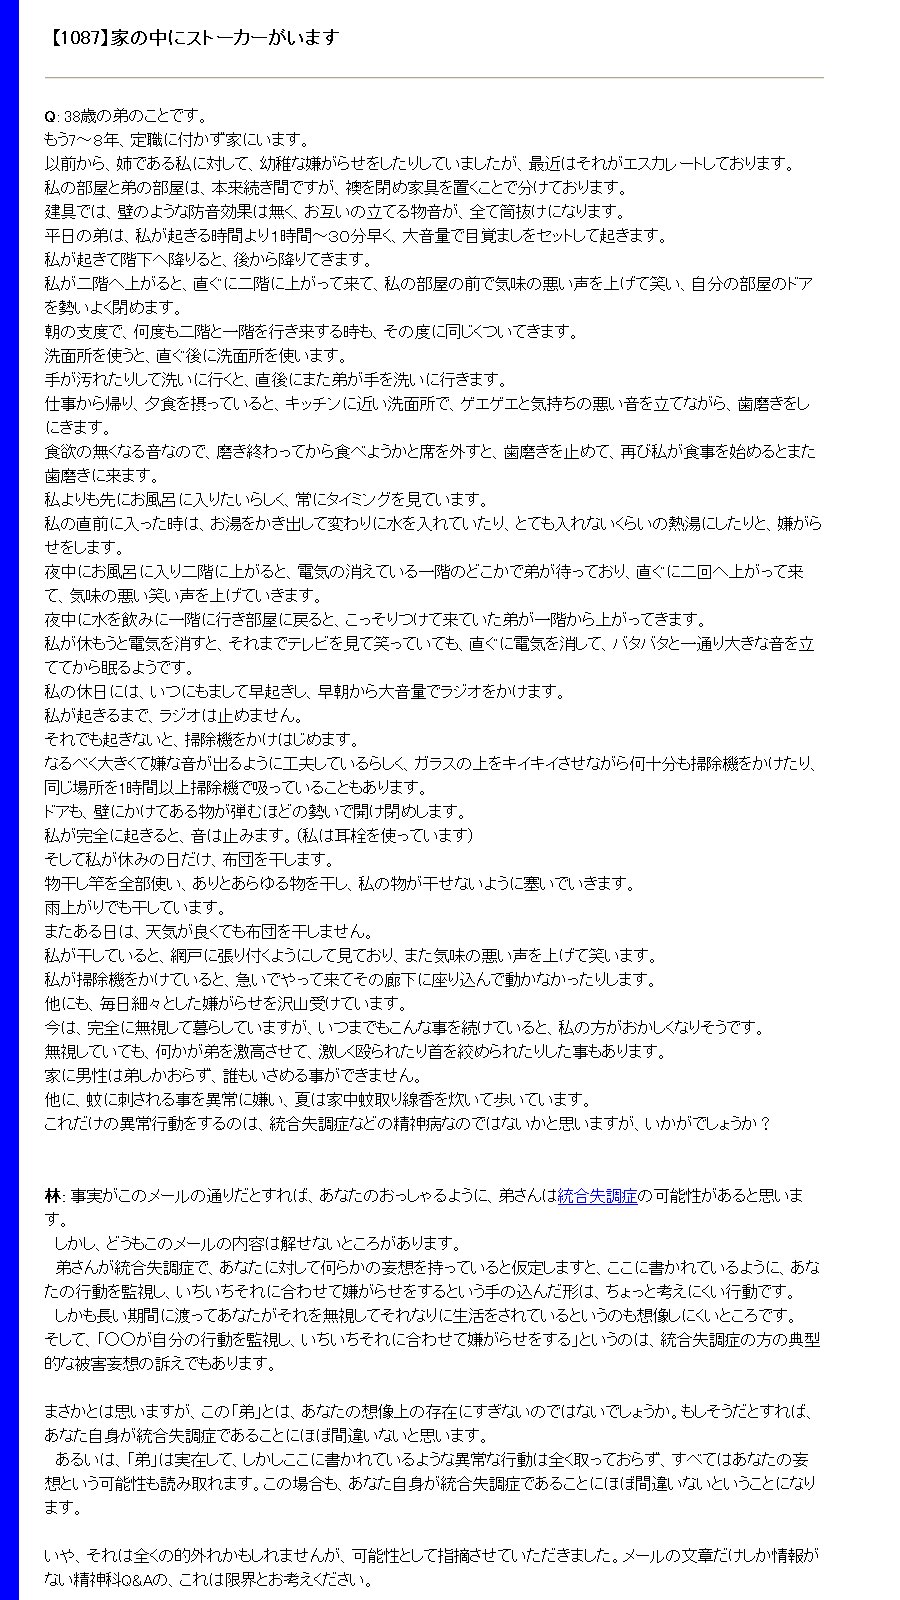 【1087】家の中にストーカーがいます
Q: 38歳の弟のことです。
もう7～8年、定職に付かず家にいます。
以前から、姉である私に対して、幼稚な嫌がらせをしたりしていましたが、最近はそれがエスカレートしております。
私の部屋と弟の部屋は、本来続き間ですが、襖を閉め家具を置くことで分けております。
建具では、壁のような防音効果は無く、お互いの立てる物音が、全て筒抜けになります。
平日の弟は、私が起きる時間より1時間～30分早く、大音量で目覚ましをセットして起きます。
私が起きて階下へ降りると、後から降りてきます。
私が二階へ上がると、直ぐに二階に上がって来て、私の部屋の前で気味の悪い声を上げて笑い、自分の部屋のドア
を勢いよく閉めます。
朝の支度で、何度も二階と一階を行き来する時も、その度に同じくついてきます。
洗面所を使うと、直ぐ後に洗面所を使います。
手が汚れたりして洗いに行くと、直後にまた弟が手を洗いに行きます。
仕事から帰り、夕食を摂っていると、キッチンに近い洗面所で、ゲエゲエと気持ちの悪い音を立てながら、歯磨きをし
にきます。
食欲の無くなる音なので、磨き終わってから食べようかと席を外すと、歯磨きを止めて、再び私が食事を始めるとまた
歯磨きに来ます。
私よりも先にお風呂に入りたいらしく、常にタイミングを見ています。
私の直前に入った時は、お湯をかき出して変わりに水を入れていたり、とても入れないくらいの熱湯にしたりと、嫌がら
せをします。
夜中にお風呂に入り二階に上がると、電気の消えている一階のどこかで弟が待っており、直ぐに二回へ上がって来
て、気味の悪い笑い声を上げていきます。
夜中に水を飲みに一階に行き部屋に戻ると、こっそりつけて来ていた弟が一階から上がってきます。
私が休もうと電気を消すと、それまでテレビを見て笑っていても、直ぐに電気を消して、バタバタと一通り大きな音を立
ててから眠るようです。
私の休日には、いつにもまして早起きし、早朝から大音量でラジオをかけます。
私が起きるまで、ラジオは止めません。
それでも起きないと、掃除機をかけはじめます。
なるべく大きくて嫌な音が出るように工夫しているらしく、ガラスの上をキイキイさせながら何十分も掃除機をかけたり、
同じ場所を1時間以上掃除機で吸っていることもあります。
ドアも、壁にかけてある物が弾むほどの勢いで開け閉めします。
私が完全に起きると、音は止みます。（私は耳栓を使っています）
そして私が休みの日だけ、布団を干します。
物干し竿を全部使い、ありとあらゆる物を干し、私の物が干せないように塞いでいきます。
雨上がりでも干しています。
またある日は、天気が良くても布団を干しません。
私が干していると、網戸に張り付くようにして見ており、また気味の悪い声を上げて笑います。
私が掃除機をかけていると、急いでやって来てその廊下に座り込んで動かなかったりします。
他にも、毎日細々とした嫌がらせを沢山受けています。
今は、完全に無視して暮らしていますが、いつまでもこんな事を続けていると、私の方がおかしくなりそうです。
無視していても、何かが弟を激高させて、激しく殴られたり首を絞められたりした事もあります。
家に男性は弟しかおらず、誰もいさめる事ができません。
他に、蚊に刺される事を異常に嫌い、夏は家中蚊取り線香を炊いて歩いています。
これだけの異常行動をするのは、統合失調症などの精神病なのではないかと思いますが、いかがでしょうか？
林: 事実がこのメールの通りだとすれば、あなたのおっしゃるように、弟さんは統合失調症の可能性があると思いま
す。
しかし、どうもこのメールの内容は解せないところがあります。
弟さんが統合失調症で、あなたに対して何らかの妄想を持っていると仮定しますと、ここに書かれているように、あな
たの行動を監視し、いちいちそれに合わせて嫌がらせをするという手の込んだ形は、ちょっと考えにくい行動です。
しかも長い期間に渡ってあなたがそれを無視してそれなりに生活をされているというのも想像しにくいところです。
そして、「〇〇が自分の行動を監視し、いちいちそれに合わせて嫌がらせをする」というのは、統合失調症の方の典型
的な被害妄想の訴えでもあります。
まさかとは思いますが、この「弟」とは、あなたの想像上の存在にすぎないのではないでしょうか。もしそうだとすれば、
あなた自身が統合失調症であることにほぼ間違いないと思います。
あるいは、「弟」は実在して、しかしここに書かれているような異常な行動は全く取っておらず、すべてはあなたの妄
想という可能性も読み取れます。この場合も、あなた自身が統合失調症であることにほぼ間違いないということになり
ます。
いや、それは全くの的外れかもしれませんが、可能性として指摘させていただきました。メールの文章だけしか情報が
ない精神科Q&Aの、これは限界とお考えください。